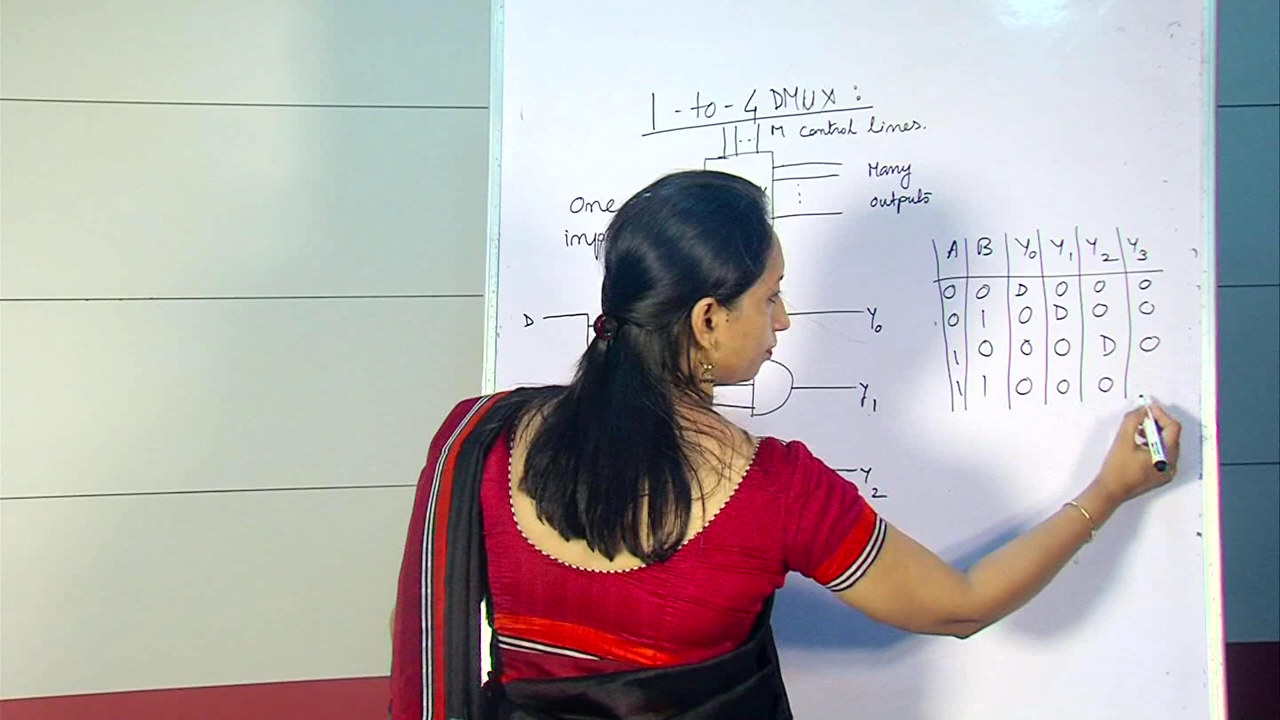 1-to-4 DMUX:
M control lines.
Many
One outputs
A B Y0 Y1 Y2 Y3
0 0 D 0 0 0
0 1 0 D 0 0
1 0 0 0 D 0
1 1 0 0 0
D Y0
Y1
Y2